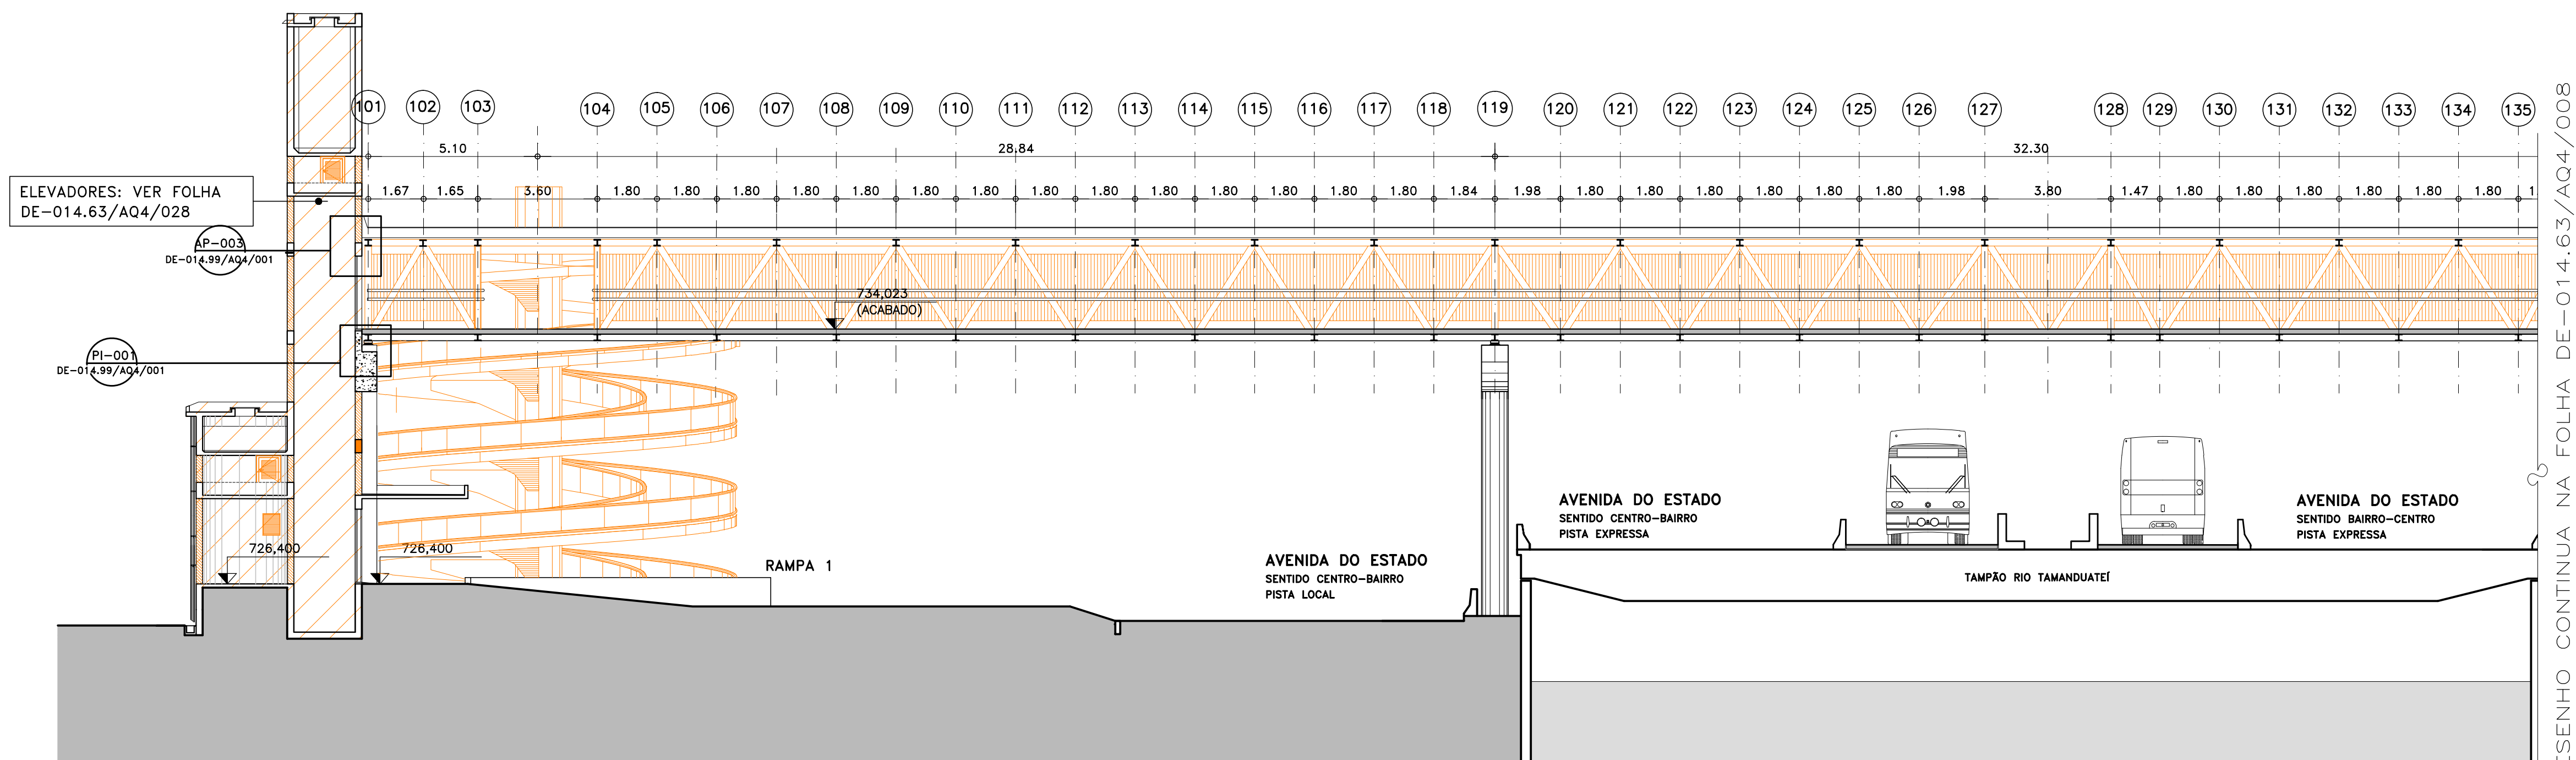 101 102 103 104 105 106 107 108 109 110 111 112 113 114 115 116 117 118 119 120 121 122 123 124 125 126 127 128 129 130 131 132 133 134 135
5.10 28.84 32.30
1.67 1.65 3.60 1.80 1.80 1.80 1.80 1.80 1.80 1.80 1.80 1.80 1.80 1.80 1.80 1.80 1.80 1.84 1.98 1.80 1.80 1.80 1.80 1.80 1.80 1.98 3.80 1.47 1.80 1.80 1.80 1.80 1.80 1.80 1.
ELEVADORES: VER FOLHA
DE-014.63/AQ4/028
AP-003
DE-014.99/AQ4/001
734,023
(ACABADO)
PI-001
DE-014.99/AQ4/001
726,400
726,400
RAMPA 1
AVENIDA DO ESTADO
SENTIDO CENTRO-BAIRRO
PISTA LOCAL
AVENIDA DO ESTADO
SENTIDO CENTRO-BAIRRO
PISTA EXPRESSA
AVENIDA DO ESTADO
SENTIDO BAIRRO-CENTRO
PISTA EXPRESSA
TAMPÃO RIO TAMANDUATEÍ
SENHO CONTINUA NA FOLHA DE-014.63/AQ4/008